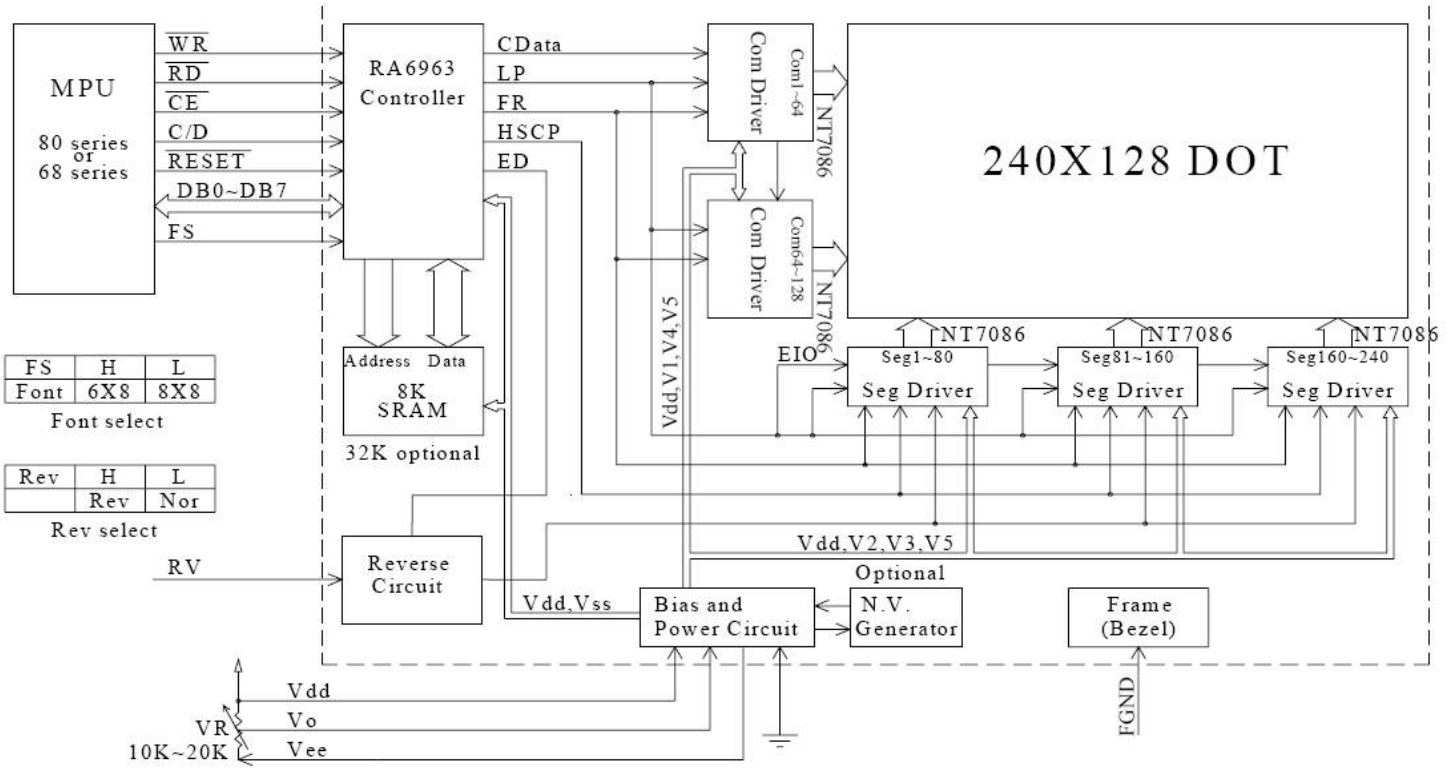 MPU
80 series
or
68 series
WR
RD
CE
C/D
RESET
DB0~DB7
FS
RA6963
Controller
CData
LP
FR
HSCP
ED
Com Driver
Com1~64
NT7086
Com Driver
Com64~128
NT7086
240X128 DOT
Address Data
8K
SRAM
32K optional
Vdd,V1,V4,V5
EIO
NT7086
NT7086
NT7086
Seg1~80
Seg Driver
Seg81~160
Seg Driver
Seg160~240
Seg Driver
FS H L
Font 6X8 8X8
Font select
Rev H L
Rev Nor
Rev select
RV
Reverse
Circuit
Vdd,V2,V3,V5
Vdd,Vss
Bias and
Power Circuit
Optional
N.V.
Generator
Frame
(Bezel)
FGND
Vdd
VR
Vo
10K~20K
Vee